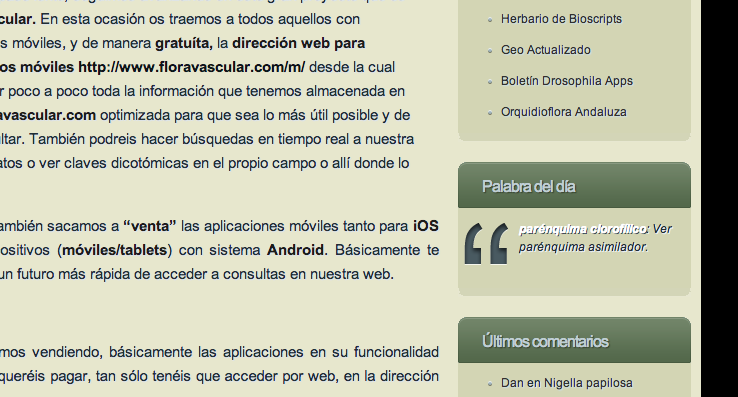 cular. En esta ocasión os traemos a todos aquellos con
s móviles, y de manera gratuíta, la dirección web para
os móviles http://www.floravascular.com/m/ desde la cual
r poco a poco toda la información que tenemos almacenada en
avascular.com optimizada para que sea lo más útil posible y de
ltar. También podreis hacer búsquedas en tiempo real a nuestra
atos o ver claves dicotómicas en el propio campo o allí donde lo
ambién sacamos a “venta” las aplicaciones móviles tanto para iOS
ositivos (móviles/tablets) con sistema Android. Básicamente te
un futuro más rápida de acceder a consultas en nuestra web.
mos vendiendo, básicamente las aplicaciones en su funcionalidad
queréis pagar, tan sólo tenéis que acceder por web, en la dirección
Herbario de Bioscripts
Geo Actualizado
Boletín Drosophila Apps
Orquidioflora Andaluza
Palabra del día
parénquima clorofílico: Ver
parénquima asimilador.
Últimos comentarios
Dan en Nigella papilosa